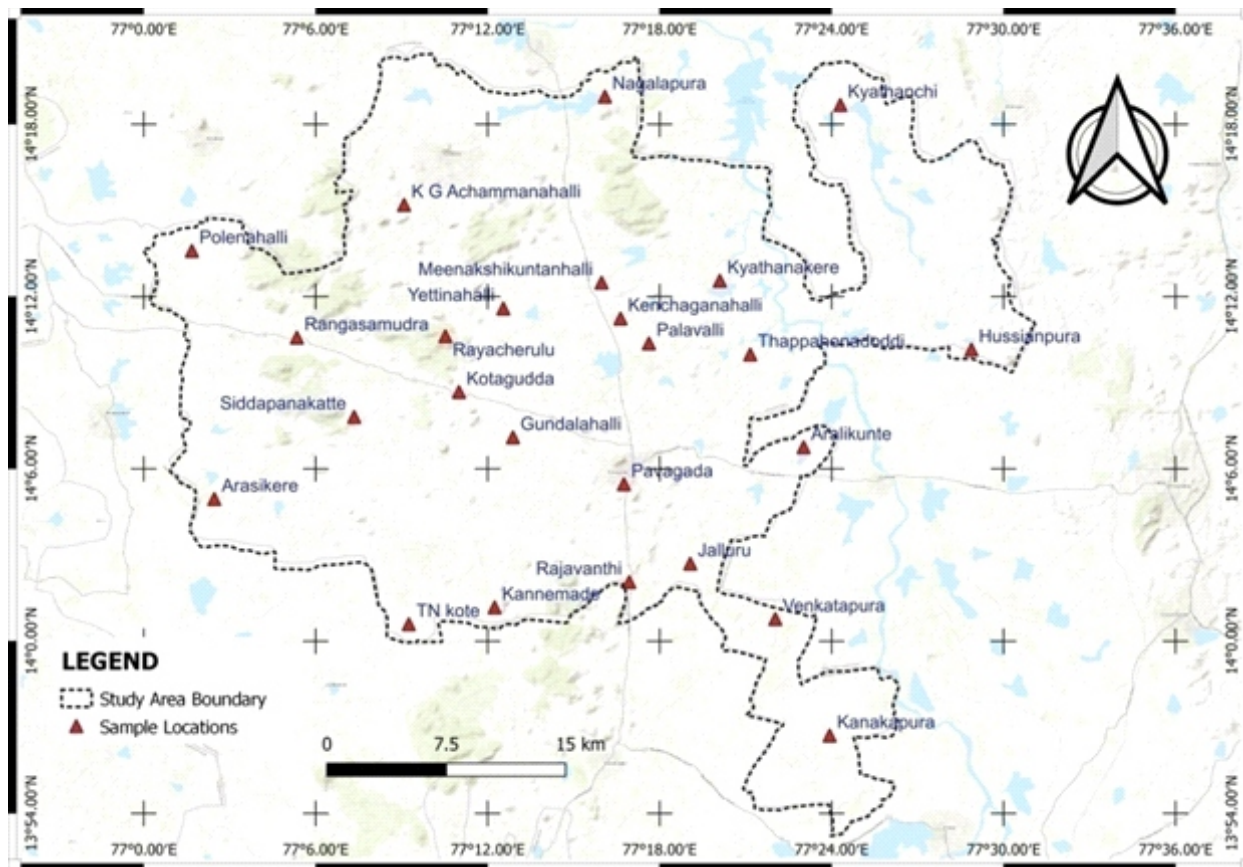 77°0.00'E 77°6.00'E 77°12.00'E 77°18.00'E 77°24.00'E 77°30.00'E 77°36.00'E
Nagalapura
14°18.00'N
14°18.00'N
K G Achammanahalli
Polenahalli
Meenakshikuntanhalli
Kyathanakere
Yettinahalli
14°12.00'N
Kenchaganahalli
14°12.00'N
Rangasamudra
Rayacherulu
Palavalli
Hussianpura
Kotagudda
Siddapanakatte
Gundalahalli
Aralikunte
14°6.00'N
Pavagada
14°6.00'N
Arasikere
Jalluru
Rajavanthi
Kannemade
TN kote
Venkatapura
14°0.00'N
14°0.00'N
LEGEND
Study Area Boundary
Sample Locations
Kanakapura
0 7.5 15 km
13°54.00'N
13°54.00'N
77°0.00'E 77°6.00'E 77°12.00'E 77°18.00'E 77°24.00'E 77°30.00'E 77°36.00'E